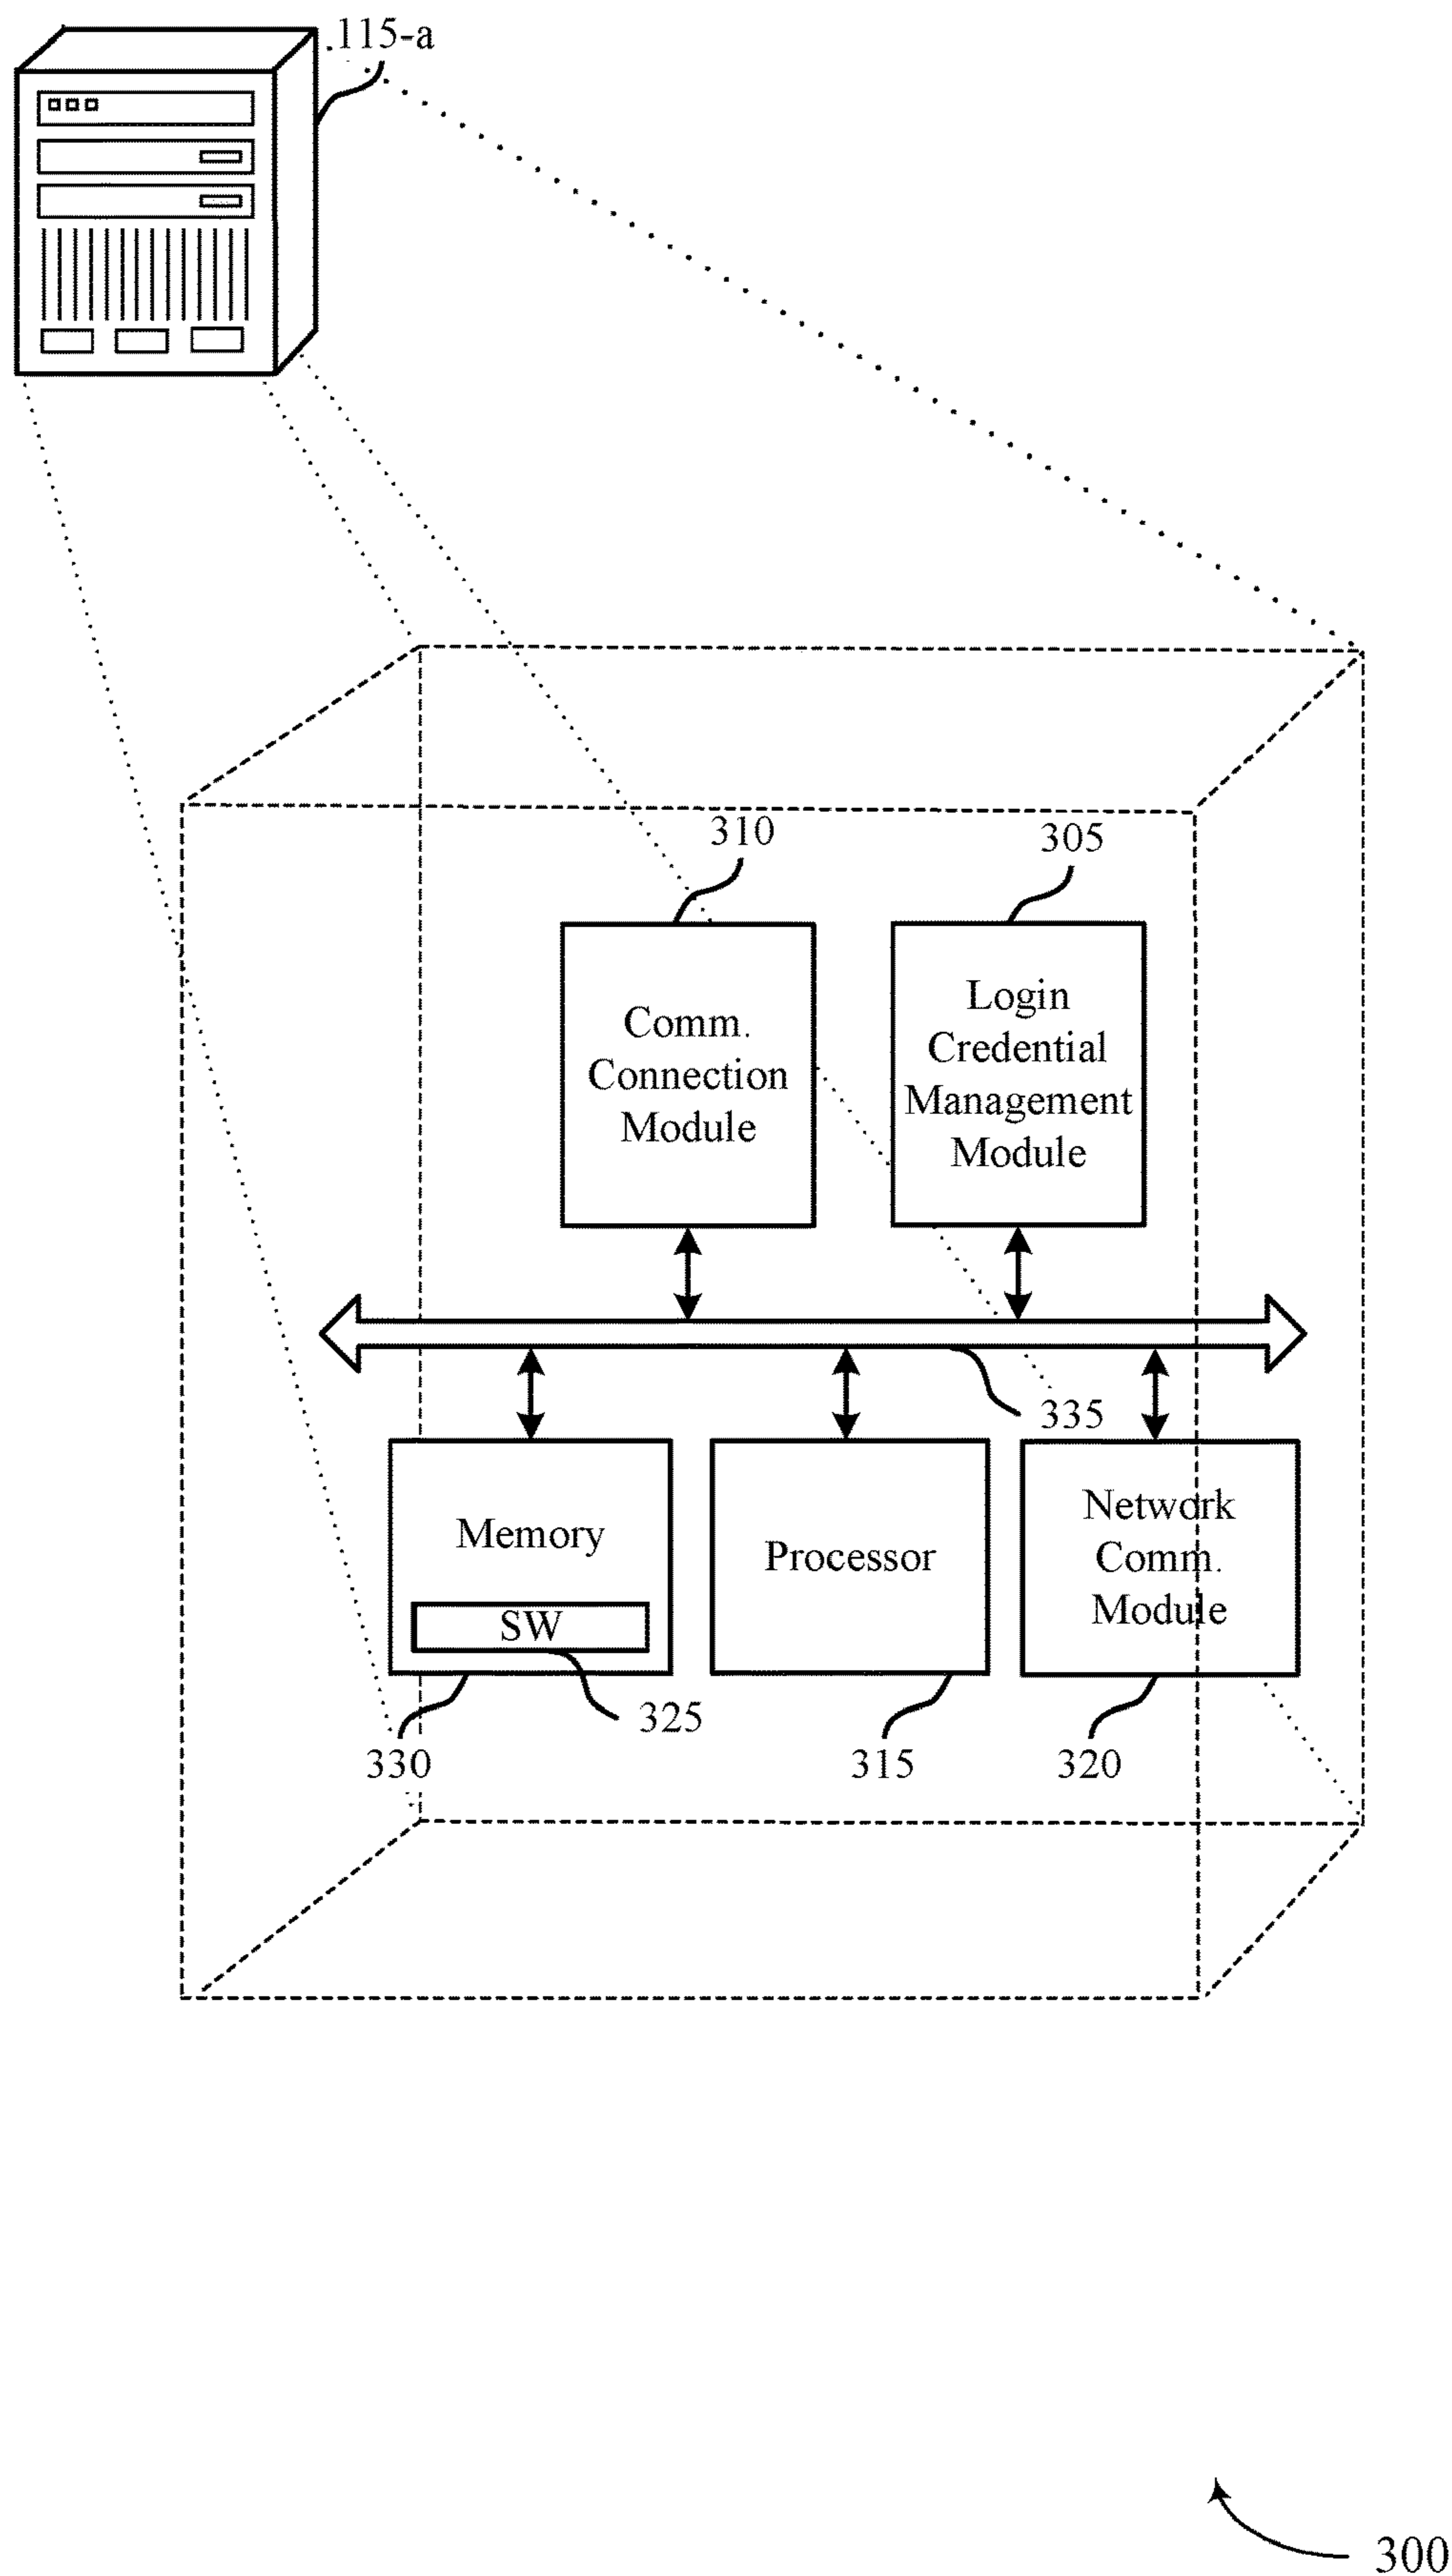 115-a
310
305
Comm.
Connection
Module
Login
Credential
Management
Module
335
Memory
SW
Processor
Network
Comm.
Module
325
330
315
320
300